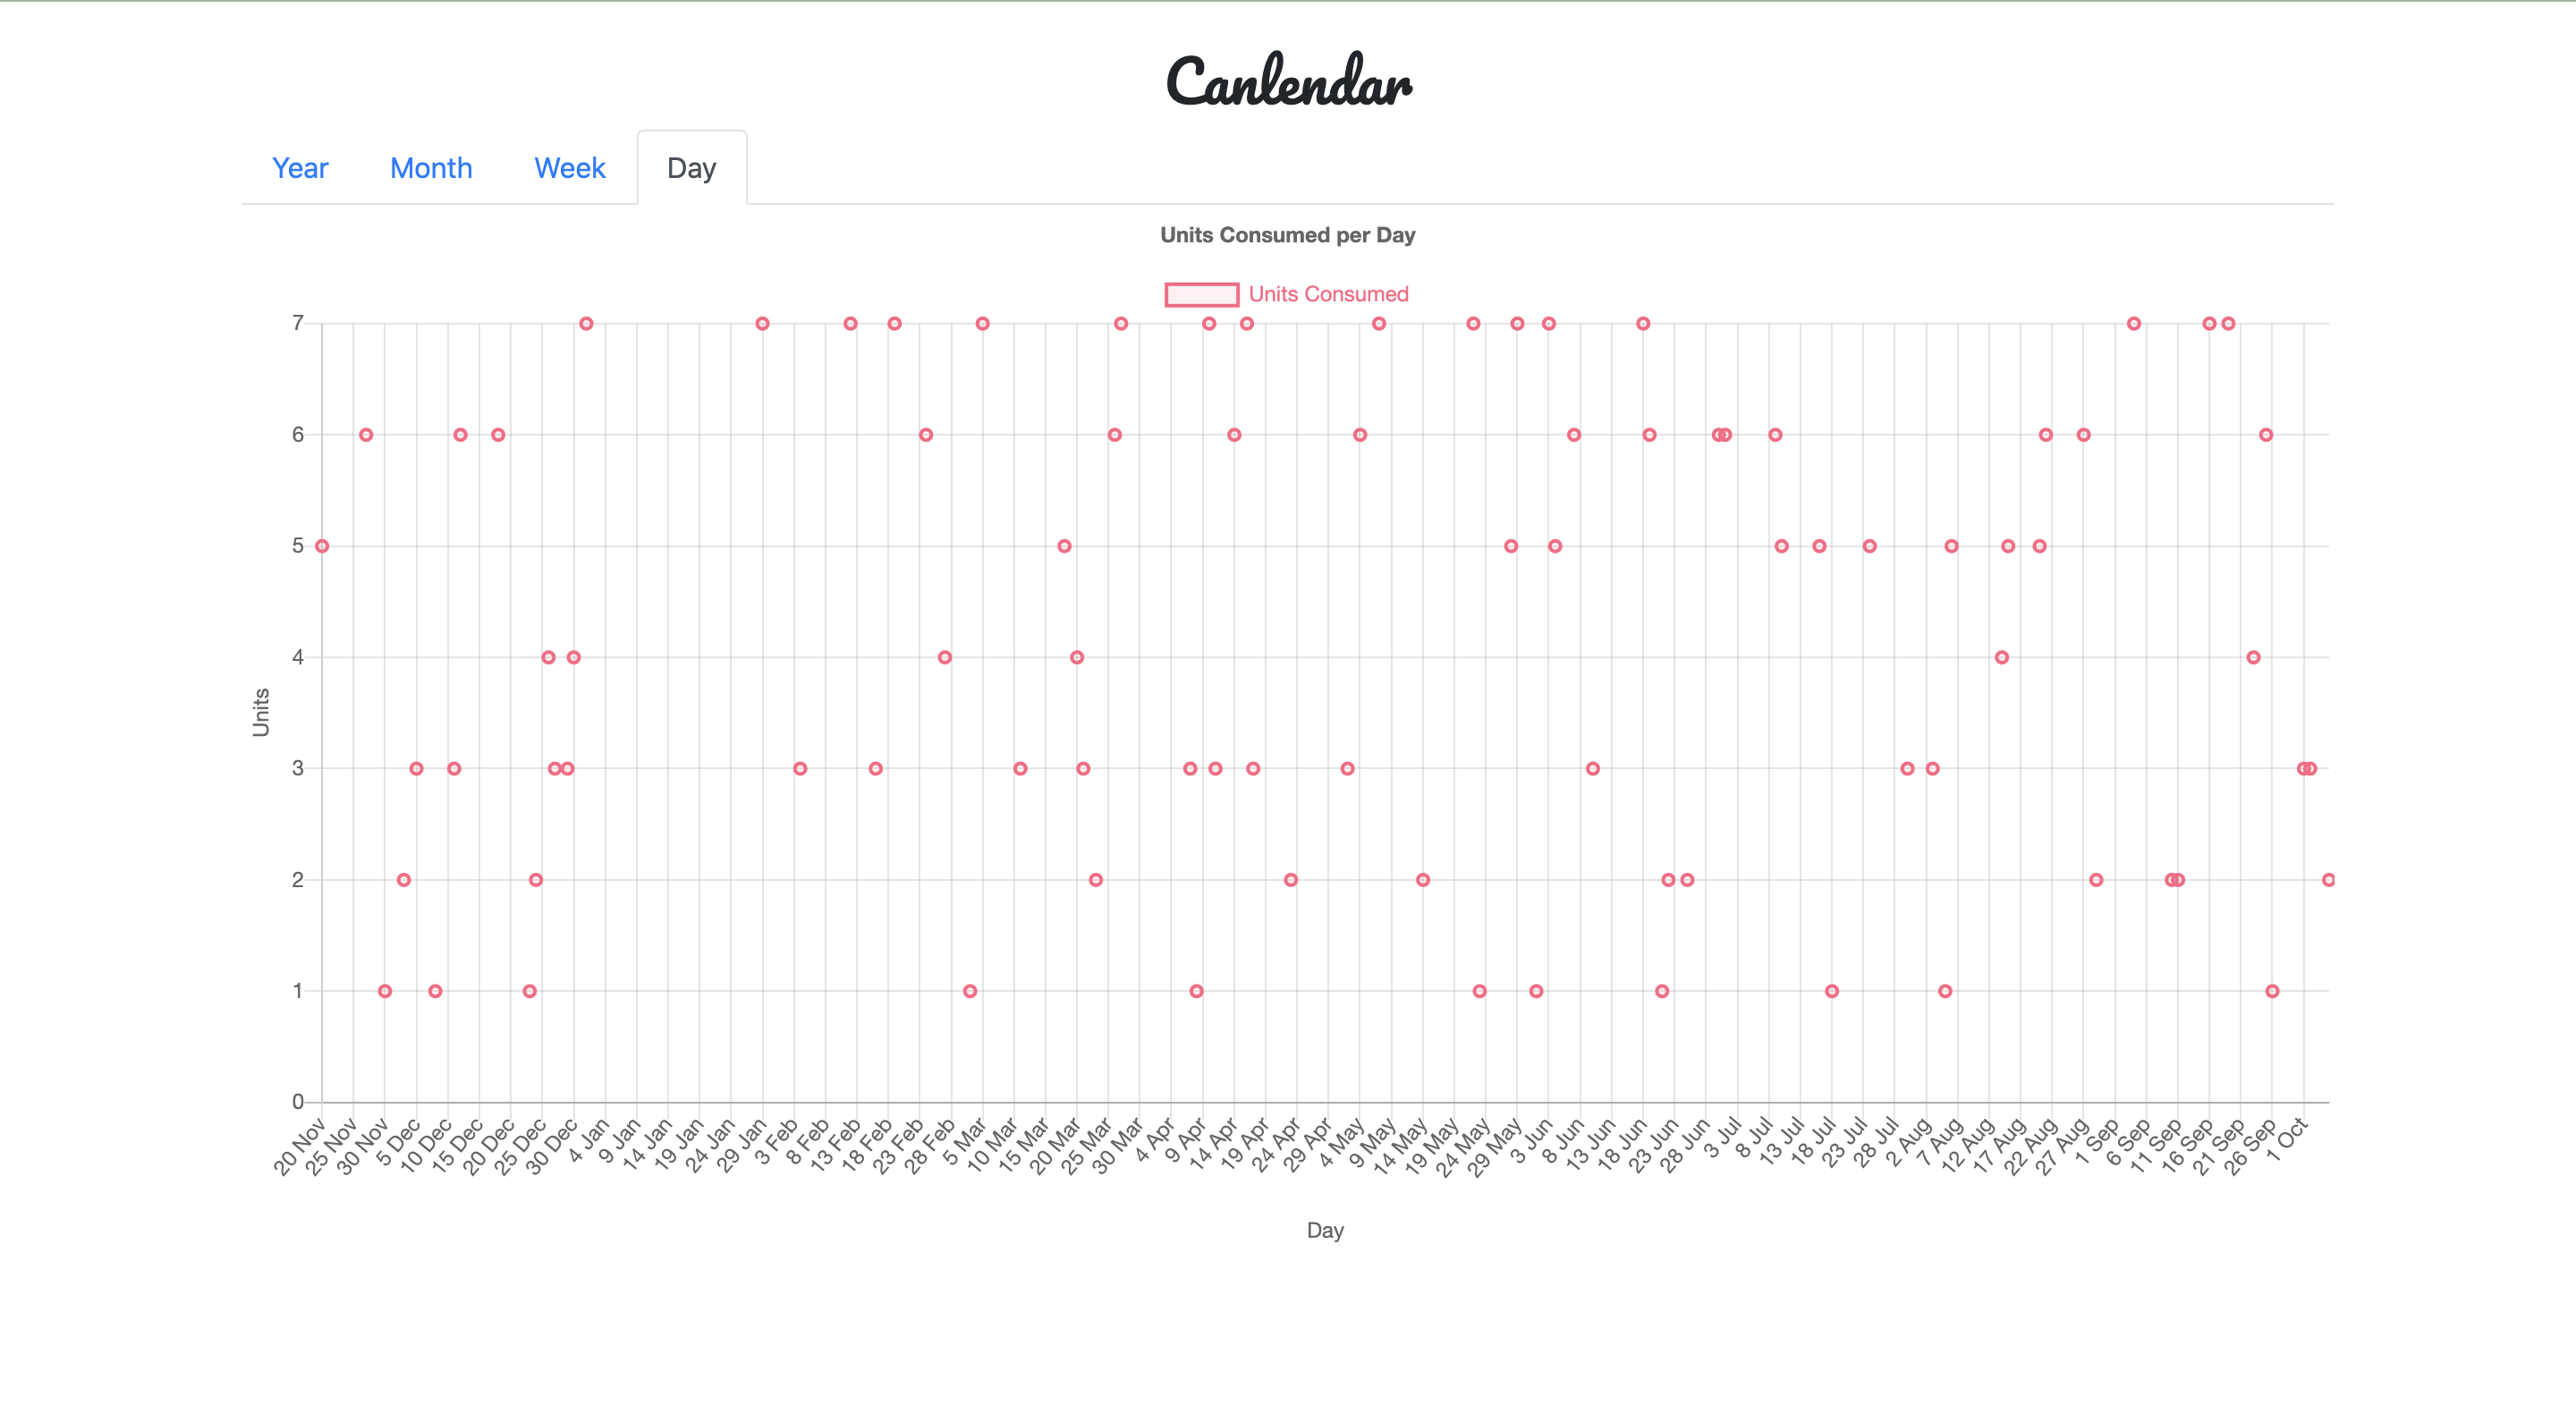 Canlendar
Year Month Week Day
Units Consumed per Day
Units Consumed
7
6
5
4
3
2
1
0
Units
20 Nov 25 Nov 30 Nov 5 Dec 10 Dec 15 Dec 20 Dec 25 Dec 30 Dec 4 Jan 9 Jan 14 Jan 19 Jan 24 Jan 29 Jan 3 Feb 8 Feb 13 Feb 18 Feb 23 Feb 28 Feb 5 Mar 10 Mar 15 Mar 20 Mar 25 Mar 30 Mar 4 Apr 9 Apr 14 Apr 19 Apr 24 Apr 29 Apr 4 May 9 May 14 May 19 May 24 May 29 May 3 Jun 8 Jun 13 Jun 18 Jun 23 Jun 28 Jun 3 Jul 8 Jul 13 Jul 18 Jul 23 Jul 28 Jul 2 Aug 7 Aug 12 Aug 17 Aug 22 Aug 27 Aug 1 Sep 6 Sep 11 Sep 16 Sep 21 Sep 26 Sep 1 Oct
Day